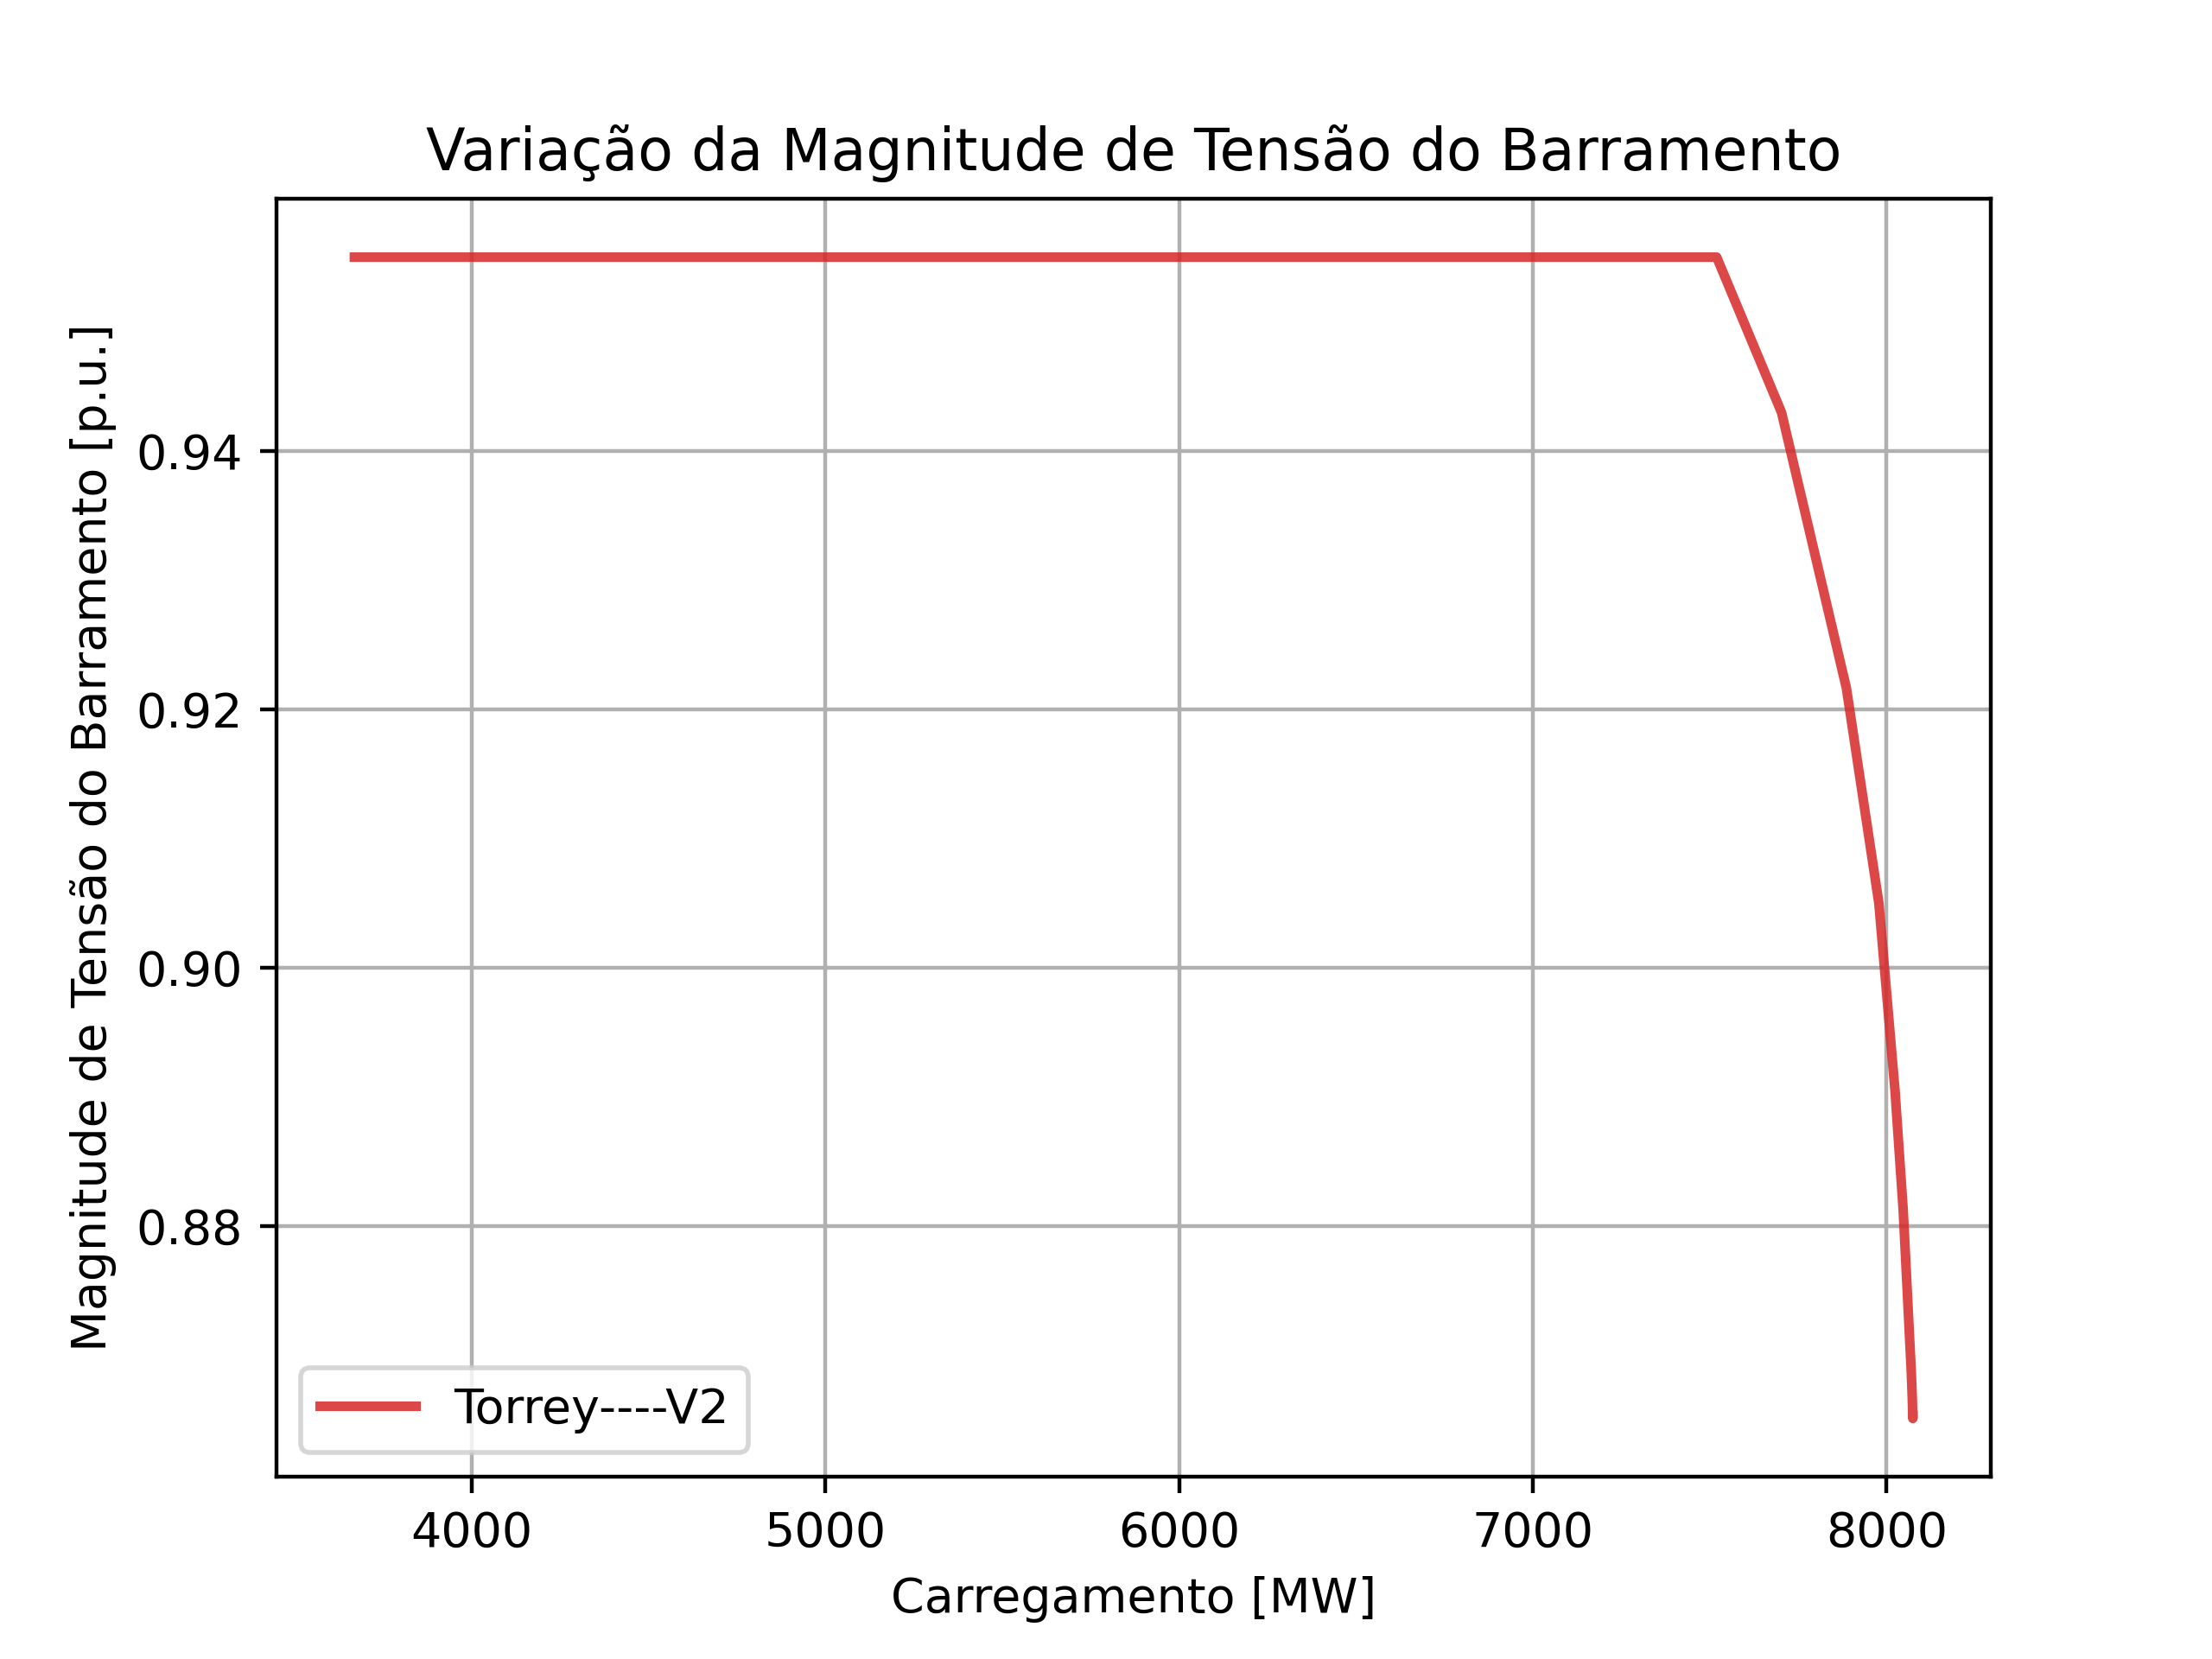 Variação da Magnitude de Tensão do Barramento
Magnitude de Tensão do Barramento [p.u.]
0.94
0.92
0.90
0.88
Torrey----V2
4000 5000 6000 7000 8000
Carregamento [MW]